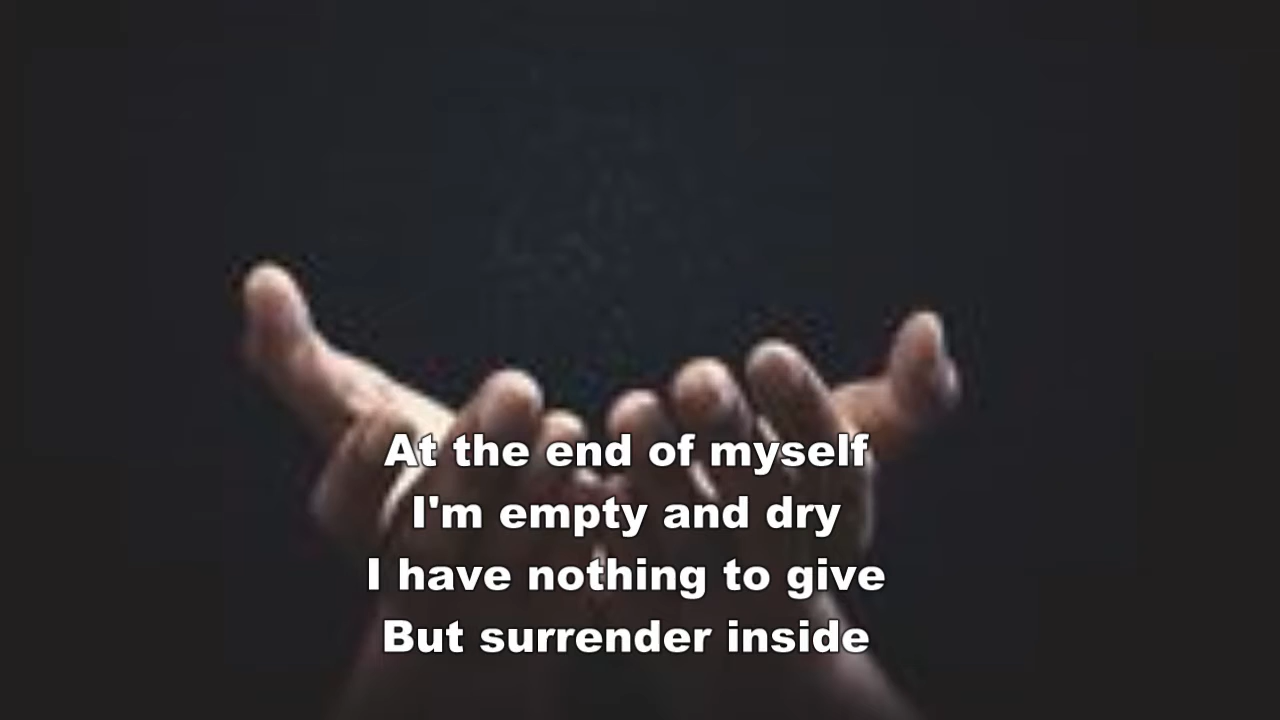 At the end of myself
I'm empty and dry
I have nothing to give
But surrender inside